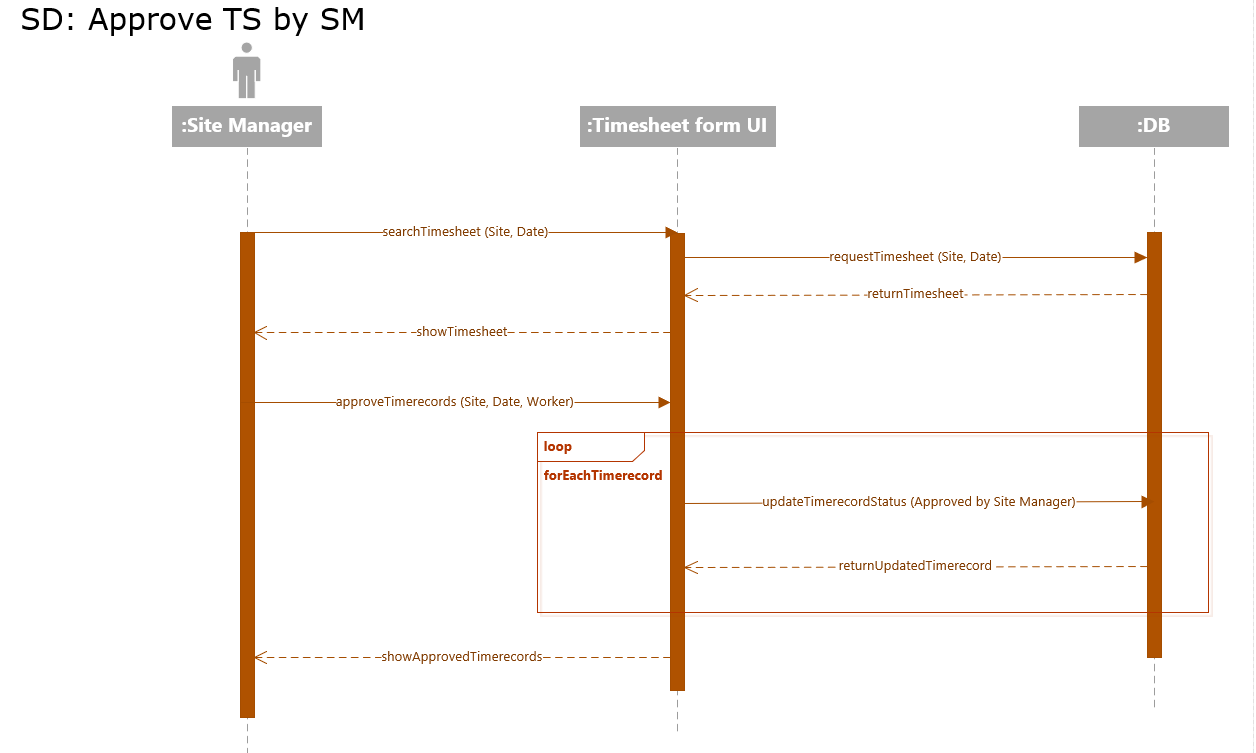 SD: Approve TS by SM
:Site Manager
:Timesheet form UI
:DB
searchTimesheet (Site, Date)
requestTimesheet (Site, Date)
returnTimesheet
showTimesheet
approveTimerecords (Site, Date, Worker)
loop
forEachTimerecord
updateTimerecordStatus (Approved by Site Manager)
returnUpdatedTimerecord
showApprovedTimerecords